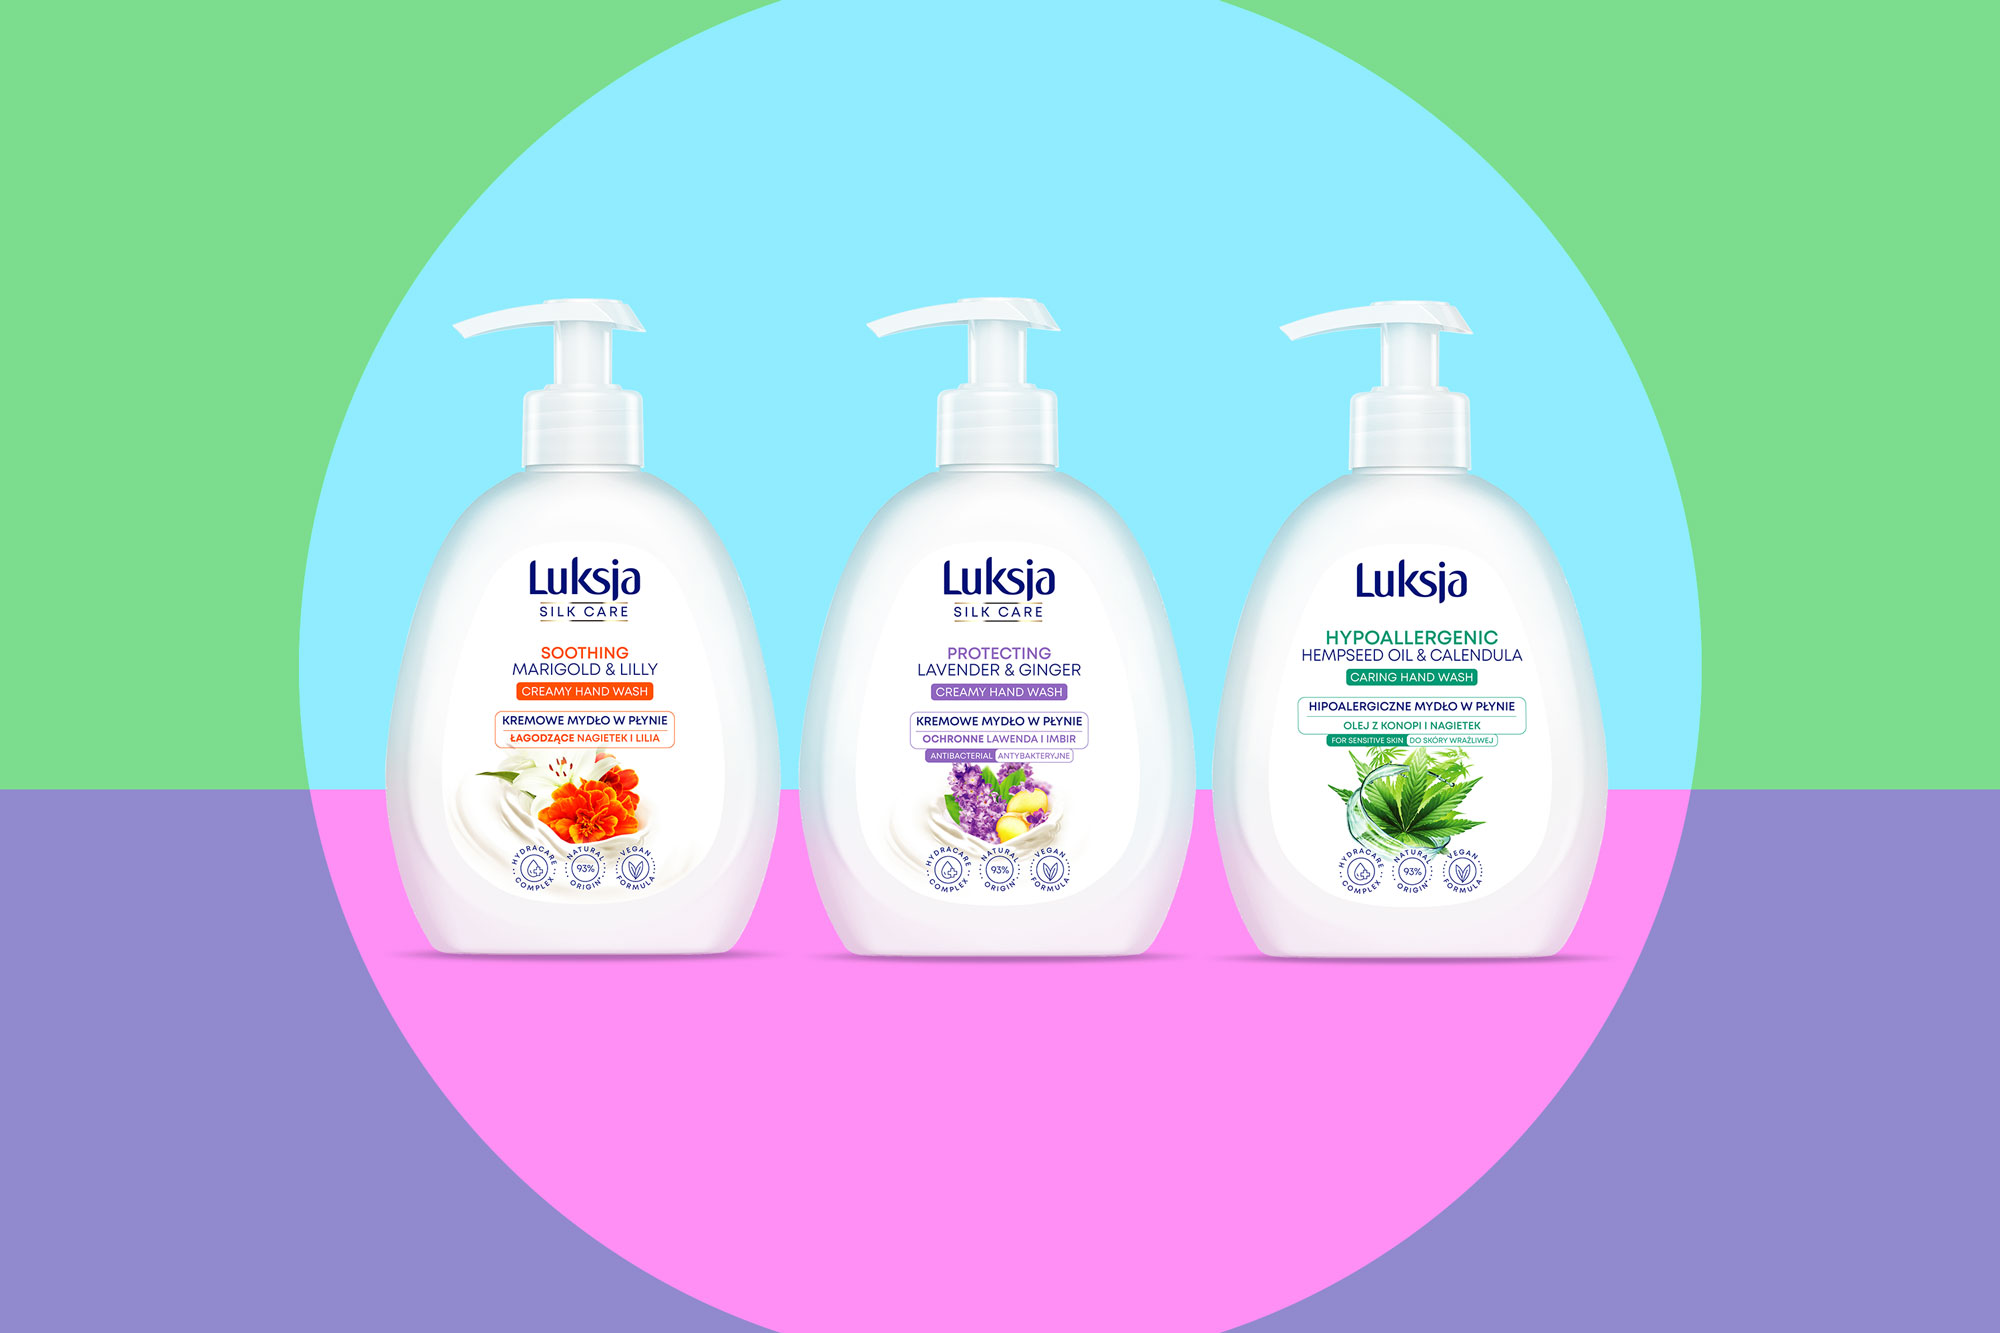 Luksja
SILK CARE
SOOTHING
MARIGOLD & LILLY
CREAMY HAND WASH
KREMOWE MYDŁO W PŁYNIE
ŁAGODZĄCE NAGIETEK I LILIA
HYDRACARE COMPLEX
NATURAL 93% ORIGIN*
VEGAN FORMULA
Luksja
SILK CARE
PROTECTING
LAVENDER & GINGER
CREAMY HAND WASH
KREMOWE MYDŁO W PŁYNIE
OCHRONNE LAWENDA I IMBIR
ANTIBACTERIAL ANTYBAKTERYJNE
HYDRACARE COMPLEX
NATURAL 93% ORIGIN*
VEGAN FORMULA
Luksja
HYPOALLERGENIC
HEMPSEED OIL & CALENDULA
CARING HAND WASH
HIPOALERGICZNE MYDŁO W PŁYNIE
OLEJ Z KONOPI I NAGIETEK
FOR SENSITIVE SKIN DO SKÓRY WRAŻLIWEJ
HYDRACARE COMPLEX
NATURAL 93% ORIGIN*
VEGAN FORMULA